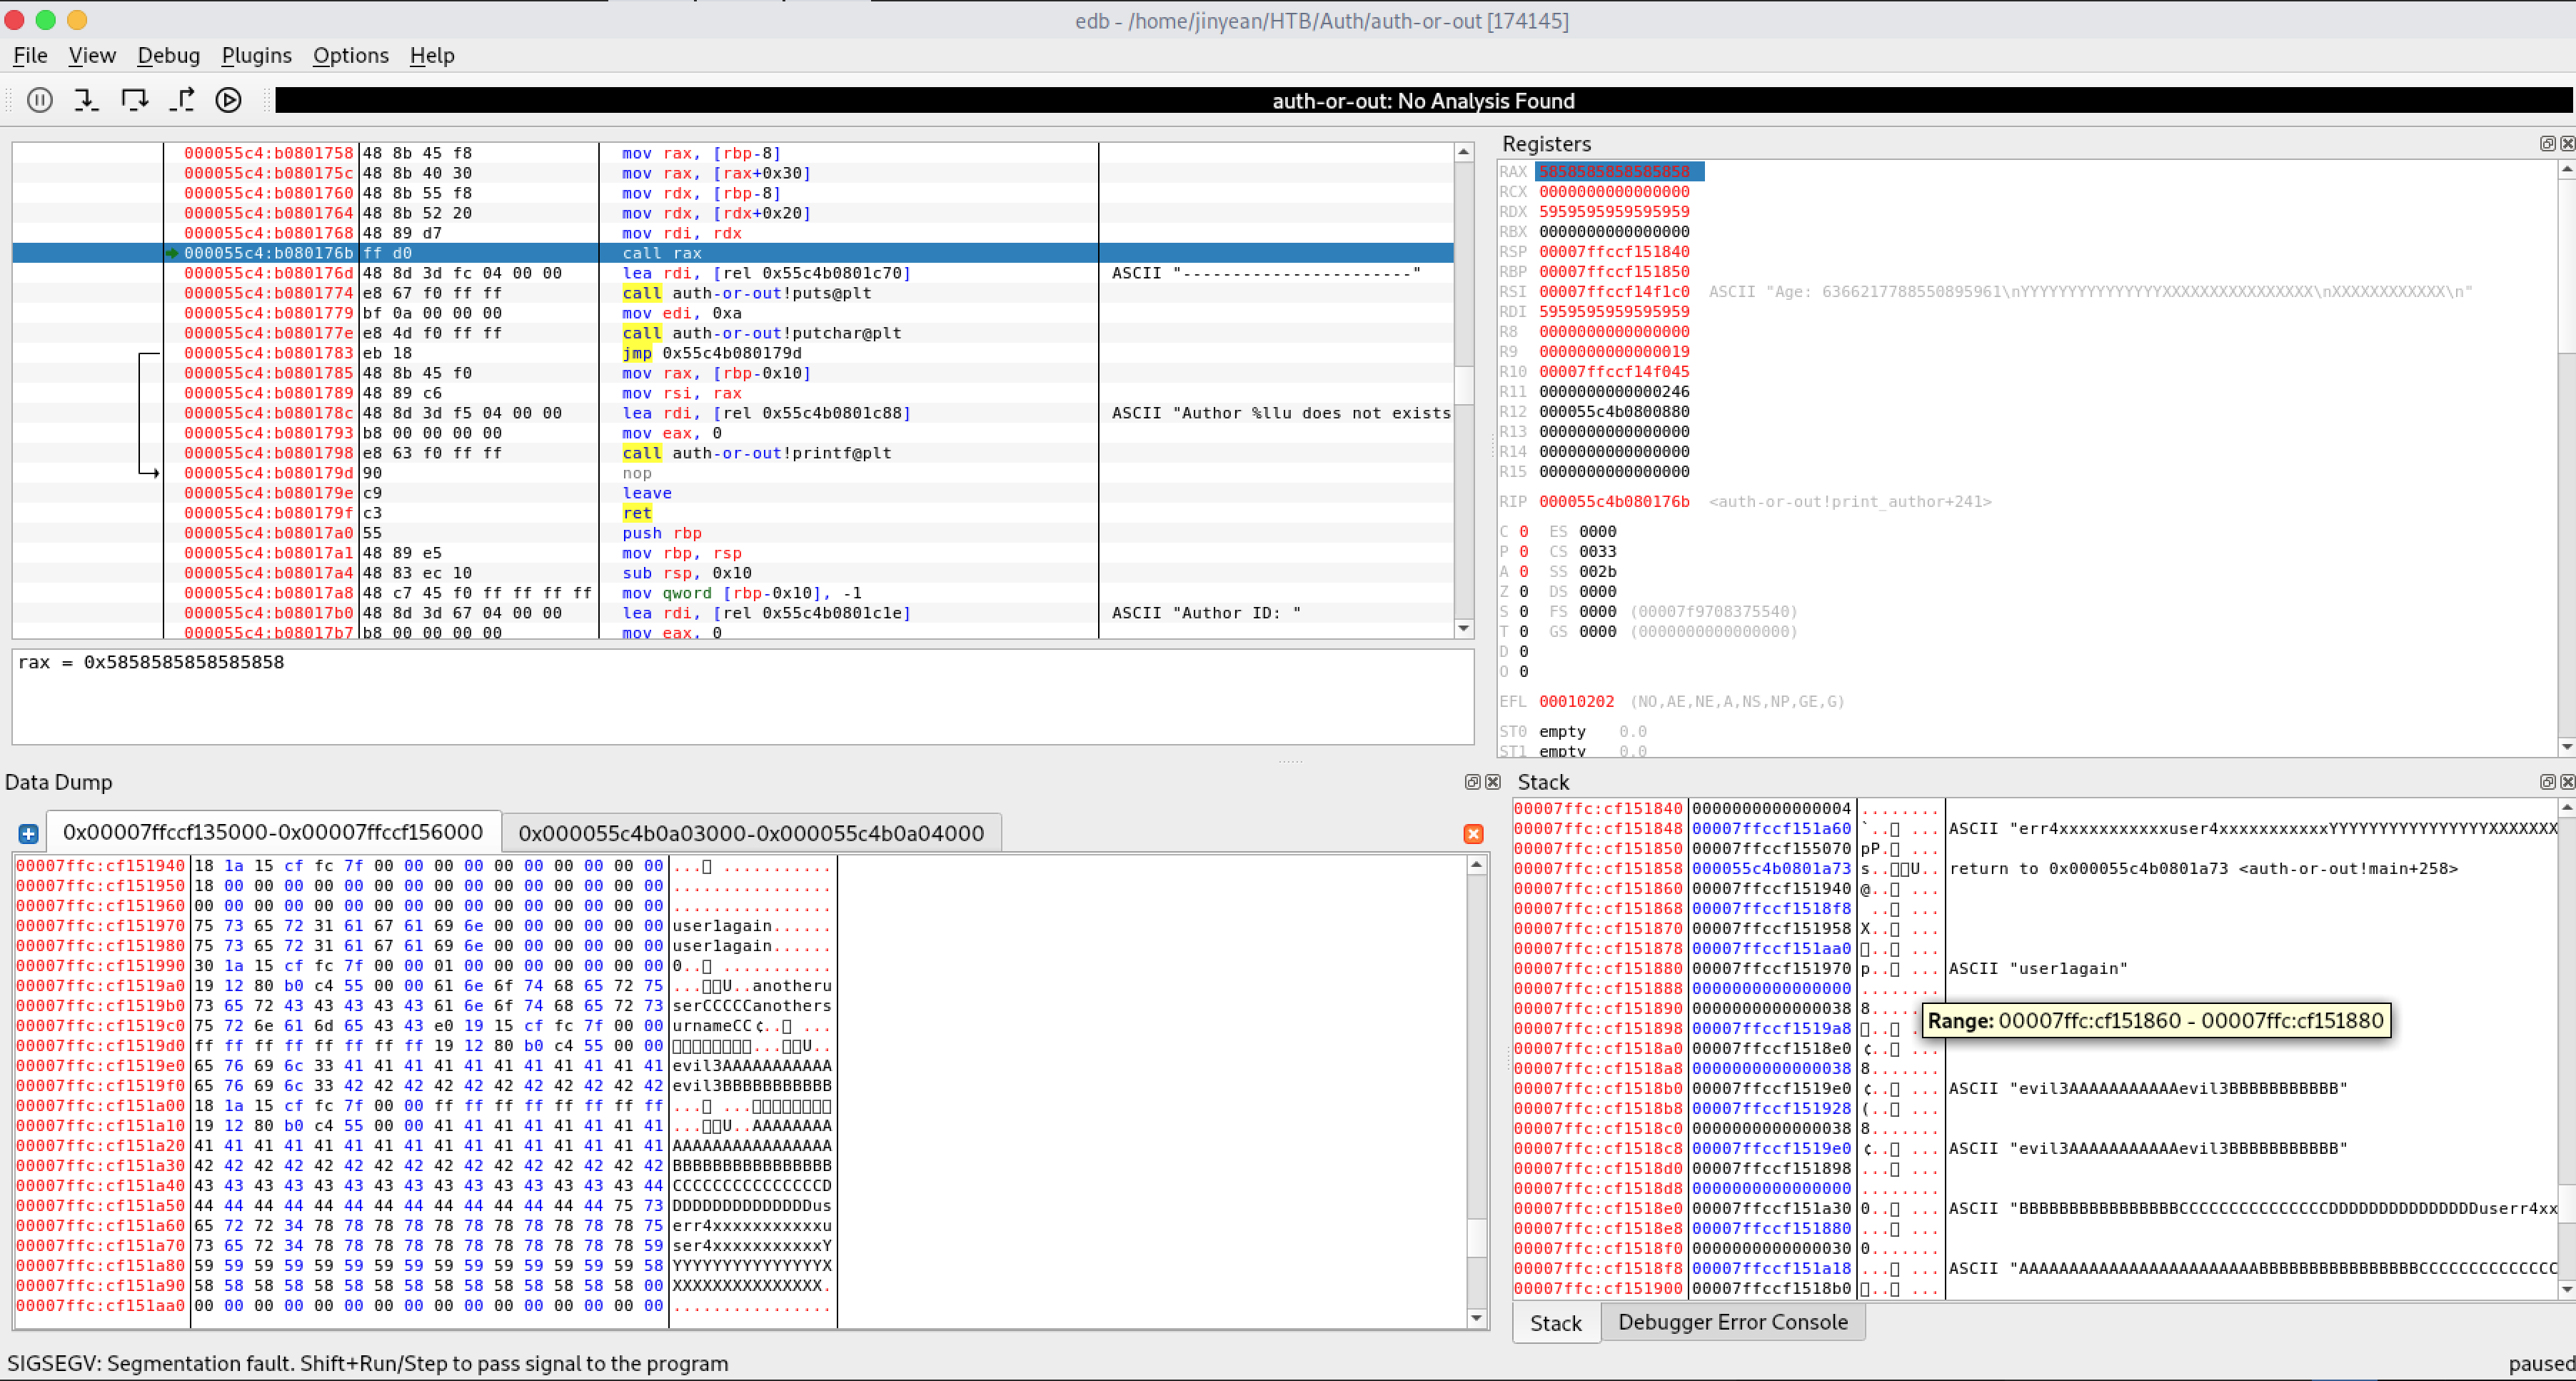 edb - /home/jinyean/HTB/Auth/auth-or-out [174145]
File View Debug Plugins Options Help
auth-or-out: No Analysis Found
000055c4:b0801758 48 8b 45 f8 mov rax, [rbp-8]
000055c4:b080175c 48 8b 40 30 mov rax, [rax+0x30]
000055c4:b0801760 48 8b 55 f8 mov rdx, [rbp-8]
000055c4:b0801764 48 8b 52 20 mov rdx, [rdx+0x20]
000055c4:b0801768 48 89 d7 mov rdi, rdx
000055c4:b080176b ff d0 call rax
000055c4:b080176d 48 8d 3d fc 04 00 00 lea rdi, [rel 0x55c4b0801c70] ASCII "-----------------------"
000055c4:b0801774 e8 67 f0 ff ff call auth-or-out!puts@plt
000055c4:b0801779 bf 0a 00 00 00 mov edi, 0xa
000055c4:b080177e e8 4d f0 ff ff call auth-or-out!putchar@plt
000055c4:b0801783 eb 18 jmp 0x55c4b080179d
000055c4:b0801785 48 8b 45 f0 mov rax, [rbp-0x10]
000055c4:b0801789 48 89 c6 mov rsi, rax
000055c4:b080178c 48 8d 3d f5 04 00 00 lea rdi, [rel 0x55c4b0801c88] ASCII "Author %llu does not exists
000055c4:b0801793 b8 00 00 00 00 mov eax, 0
000055c4:b0801798 e8 63 f0 ff ff call auth-or-out!printf@plt
000055c4:b080179d 90 nop
000055c4:b080179e c9 leave
000055c4:b080179f c3 ret
000055c4:b08017a0 55 push rbp
000055c4:b08017a1 48 89 e5 mov rbp, rsp
000055c4:b08017a4 48 83 ec 10 sub rsp, 0x10
000055c4:b08017a8 48 c7 45 f0 ff ff ff ff mov qword [rbp-0x10], -1
000055c4:b08017b0 48 8d 3d 67 04 00 00 lea rdi, [rel 0x55c4b0801c1e] ASCII "Author ID: "
000055c4:b08017b7 b8 00 00 00 00 mov eax, 0
rax = 0x5858585858585858
Registers
RAX 5858585858585858
RCX 0000000000000000
RDX 5959595959595959
RBX 0000000000000000
RSP 00007ffccf151840
RBP 00007ffccf151850
RSI 00007ffccf14f1c0 ASCII "Age: 6366217788550895961\nYYYYYYYYYYYYYYYXXXXXXXXXXXXXXXX\nXXXXXXXXXXXX\n"
RDI 5959595959595959
R8 0000000000000000
R9 0000000000000019
R10 00007ffccf14f045
R11 0000000000000246
R12 000055c4b0800880
R13 0000000000000000
R14 0000000000000000
R15 0000000000000000
RIP 000055c4b080176b <auth-or-out!print_author+241>
C 0 ES 0000
P 0 CS 0033
A 0 SS 002b
Z 0 DS 0000
S 0 FS 0000 (00007f9708375540)
T 0 GS 0000 (0000000000000000)
D 0
O 0
EFL 00010202 (NO,AE,NE,A,NS,NP,GE,G)
ST0 empty 0.0
ST1 empty 0.0
Data Dump
0x00007ffccf135000-0x00007ffccf156000 0x000055c4b0a03000-0x000055c4b0a04000
00007ffc:cf151940 18 1a 15 cf fc 7f 00 00 00 00 00 00 00 00 00 00 ...▯ ...........
00007ffc:cf151950 18 00 00 00 00 00 00 00 00 00 00 00 00 00 00 00 ................
00007ffc:cf151960 00 00 00 00 00 00 00 00 00 00 00 00 00 00 00 00 ................
00007ffc:cf151970 75 73 65 72 31 61 67 61 69 6e 00 00 00 00 00 00 user1again......
00007ffc:cf151980 75 73 65 72 31 61 67 61 69 6e 00 00 00 00 00 00 user1again......
00007ffc:cf151990 30 1a 15 cf fc 7f 00 00 01 00 00 00 00 00 00 00 0..▯ ...........
00007ffc:cf1519a0 19 12 80 b0 c4 55 00 00 61 6e 6f 74 68 65 72 75 ...▯▯U..anotheru
00007ffc:cf1519b0 73 65 72 43 43 43 43 43 61 6e 6f 74 68 65 72 73 serCCCCCanothers
00007ffc:cf1519c0 75 72 6e 61 6d 65 43 43 e0 19 15 cf fc 7f 00 00 urnameCC¢..▯ ...
00007ffc:cf1519d0 ff ff ff ff ff ff ff ff 19 12 80 b0 c4 55 00 00 ▯▯▯▯▯▯▯▯...▯▯U..
00007ffc:cf1519e0 65 76 69 6c 33 41 41 41 41 41 41 41 41 41 41 41 evil3AAAAAAAAAAA
00007ffc:cf1519f0 65 76 69 6c 33 42 42 42 42 42 42 42 42 42 42 42 evil3BBBBBBBBBBB
00007ffc:cf151a00 18 1a 15 cf fc 7f 00 00 ff ff ff ff ff ff ff ff ...▯ ...▯▯▯▯▯▯▯▯
00007ffc:cf151a10 19 12 80 b0 c4 55 00 00 41 41 41 41 41 41 41 41 ...▯▯U..AAAAAAAA
00007ffc:cf151a20 41 41 41 41 41 41 41 41 41 41 41 41 41 41 41 41 AAAAAAAAAAAAAAAA
00007ffc:cf151a30 42 42 42 42 42 42 42 42 42 42 42 42 42 42 42 42 BBBBBBBBBBBBBBBB
00007ffc:cf151a40 43 43 43 43 43 43 43 43 43 43 43 43 43 43 43 44 CCCCCCCCCCCCCCCD
00007ffc:cf151a50 44 44 44 44 44 44 44 44 44 44 44 44 44 44 75 73 DDDDDDDDDDDDDDus
00007ffc:cf151a60 65 72 72 34 78 78 78 78 78 78 78 78 78 78 78 75 err4xxxxxxxxxxxu
00007ffc:cf151a70 73 65 72 34 78 78 78 78 78 78 78 78 78 78 78 59 ser4xxxxxxxxxxxY
00007ffc:cf151a80 59 59 59 59 59 59 59 59 59 59 59 59 59 59 59 58 YYYYYYYYYYYYYYYX
00007ffc:cf151a90 58 58 58 58 58 58 58 58 58 58 58 58 58 58 58 00 XXXXXXXXXXXXXXX.
00007ffc:cf151aa0 00 00 00 00 00 00 00 00 00 00 00 00 00 00 00 00 ................
Stack
00007ffc:cf151840 0000000000000004 ........
00007ffc:cf151848 00007ffccf151a60 `..▯ ... ASCII "err4xxxxxxxxxxxuser4xxxxxxxxxxxYYYYYYYYYYYYYYYYXXXXXXX
00007ffc:cf151850 00007ffccf155070 pP.▯ ...
00007ffc:cf151858 000055c4b0801a73 s..▯▯U.. return to 0x000055c4b0801a73 <auth-or-out!main+258>
00007ffc:cf151860 00007ffccf151940 @..▯ ...
00007ffc:cf151868 00007ffccf1518f8 ..▯ ...
00007ffc:cf151870 00007ffccf151958 X..▯ ...
00007ffc:cf151878 00007ffccf151aa0 ▯..▯ ...
00007ffc:cf151880 00007ffccf151970 p..▯ ... ASCII "user1again"
00007ffc:cf151888 0000000000000000 ........
00007ffc:cf151890 0000000000000038 8.....
Range: 00007ffc:cf151860 - 00007ffc:cf151880
00007ffc:cf151898 00007ffccf1519a8 ▯..▯ ...
00007ffc:cf1518a0 00007ffccf1518e0 ¢..▯ ...
00007ffc:cf1518a8 0000000000000038 8.......
00007ffc:cf1518b0 00007ffccf1519e0 ¢..▯ ... ASCII "evil3AAAAAAAAAAAevil3BBBBBBBBBBB"
00007ffc:cf1518b8 00007ffccf151928 (..▯ ...
00007ffc:cf1518c0 0000000000000038 8.......
00007ffc:cf1518c8 00007ffccf1519e0 ¢..▯ ... ASCII "evil3AAAAAAAAAAAevil3BBBBBBBBBBB"
00007ffc:cf1518d0 00007ffccf151898 ...▯ ...
00007ffc:cf1518d8 0000000000000000 ........
00007ffc:cf1518e0 00007ffccf151a30 0..▯ ... ASCII "BBBBBBBBBBBBBBBBCCCCCCCCCCCCCCCDDDDDDDDDDDDDDDuserr4xx
00007ffc:cf1518e8 00007ffccf151880 ...▯ ...
00007ffc:cf1518f0 0000000000000030 0.......
00007ffc:cf1518f8 00007ffccf151a18 ...▯ ... ASCII "AAAAAAAAAAAAAAAAAAAAAAAABBBBBBBBBBBBBBBBCCCCCCCCCCCCCC
00007ffc:cf151900 00007ffccf1518b0 ▯..▯ ...
Stack Debugger Error Console
SIGSEGV: Segmentation fault. Shift+Run/Step to pass signal to the program
paused